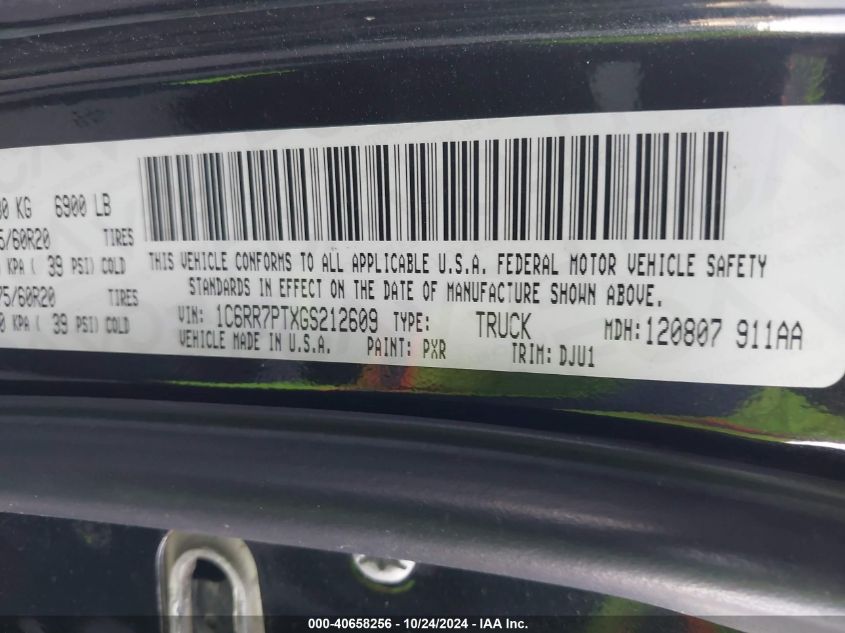 00 KG 6900 LB
5/60R20 TIRES
KPA ( 39 PSI) COLD
75/60R20 TIRES
0 KPA ( 39 PSI) COLD
THIS VEHICLE CONFORMS TO ALL APPLICABLE U.S.A. FEDERAL MOTOR VEHICLE SAFETY
STANDARDS IN EFFECT ON THE DATE OF MANUFACTURE SHOWN ABOVE.
VIN: 1C6RR7PTXGS212609 TYPE: TRUCK MDH: 120807 911AA
VEHICLE MADE IN U.S.A. PAINT: PXR TRIM: DJU1
000-40658256 - 10/24/2024 - IAA Inc.